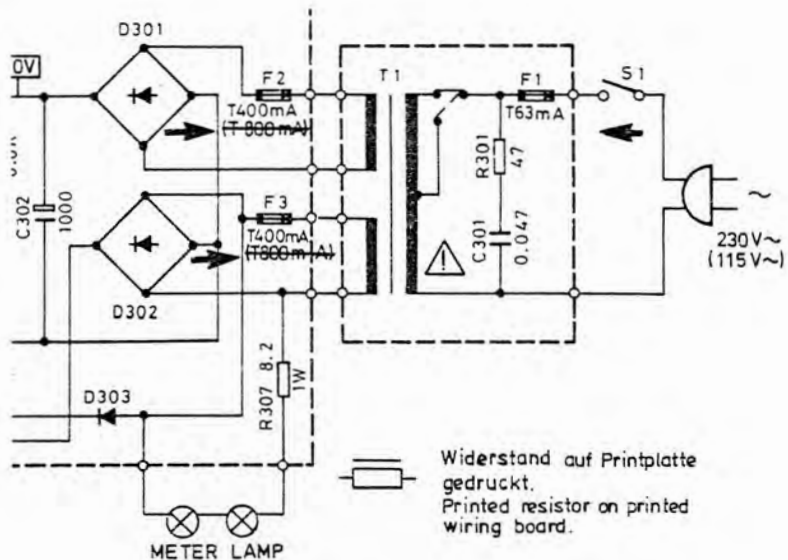 D301
0V
F2
T400mA
(T 800 mA)
T1
F1
T63mA
S1
R301
47
C301
0.047
C302
1000
F3
T400mA
(T800mA)
D302
230V~
(115V~)
~
R307 8.2
1W
D303
Widerstand auf Printplatte
gedruckt.
Printed resistor on printed
wiring board.
METER LAMP